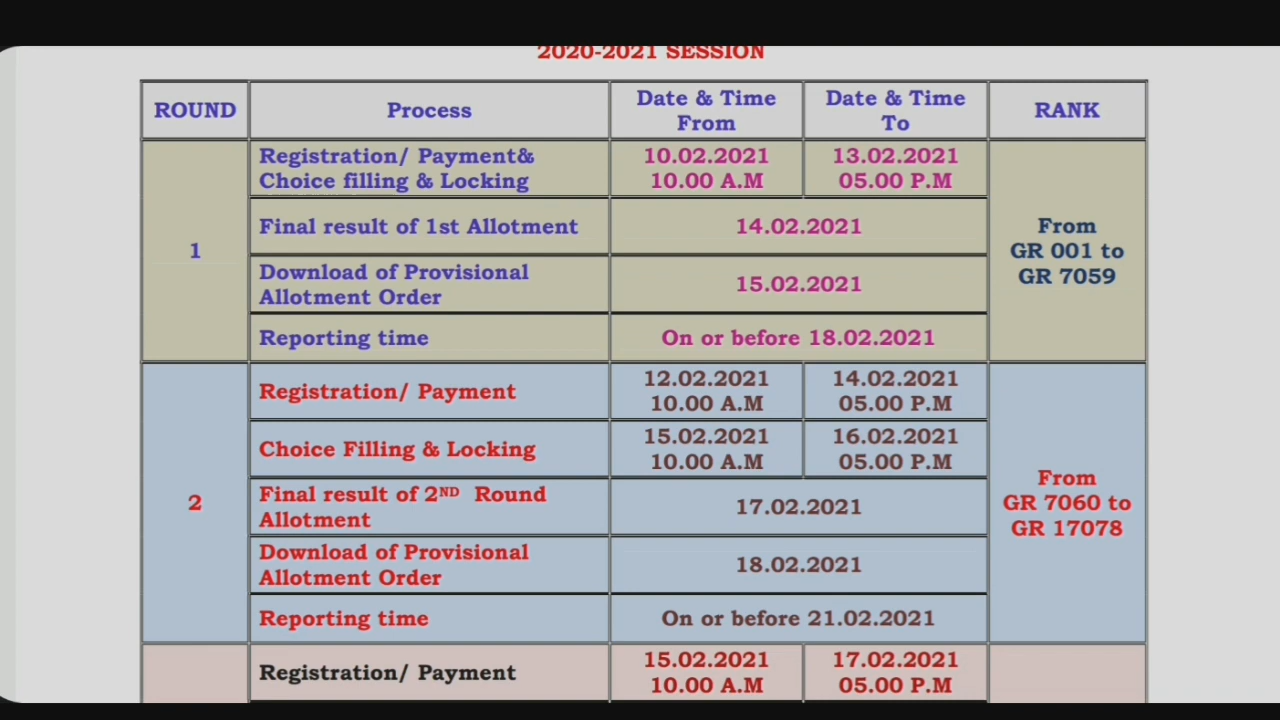 2020-2021 SESSION
ROUND
Process
Date & Time
From
Date & Time
To
RANK
1
Registration/ Payment&
Choice filling & Locking
10.02.2021
10.00 A.M
13.02.2021
05.00 P.M
Final result of 1st Allotment
14.02.2021
Download of Provisional
Allotment Order
15.02.2021
Reporting time
On or before 18.02.2021
From
GR 001 to
GR 7059
2
Registration/ Payment
12.02.2021
10.00 A.M
14.02.2021
05.00 P.M
Choice Filling & Locking
15.02.2021
10.00 A.M
16.02.2021
05.00 P.M
Final result of 2ND Round
Allotment
17.02.2021
Download of Provisional
Allotment Order
18.02.2021
Reporting time
On or before 21.02.2021
From
GR 7060 to
GR 17078
Registration/ Payment
15.02.2021
10.00 A.M
17.02.2021
05.00 P.M